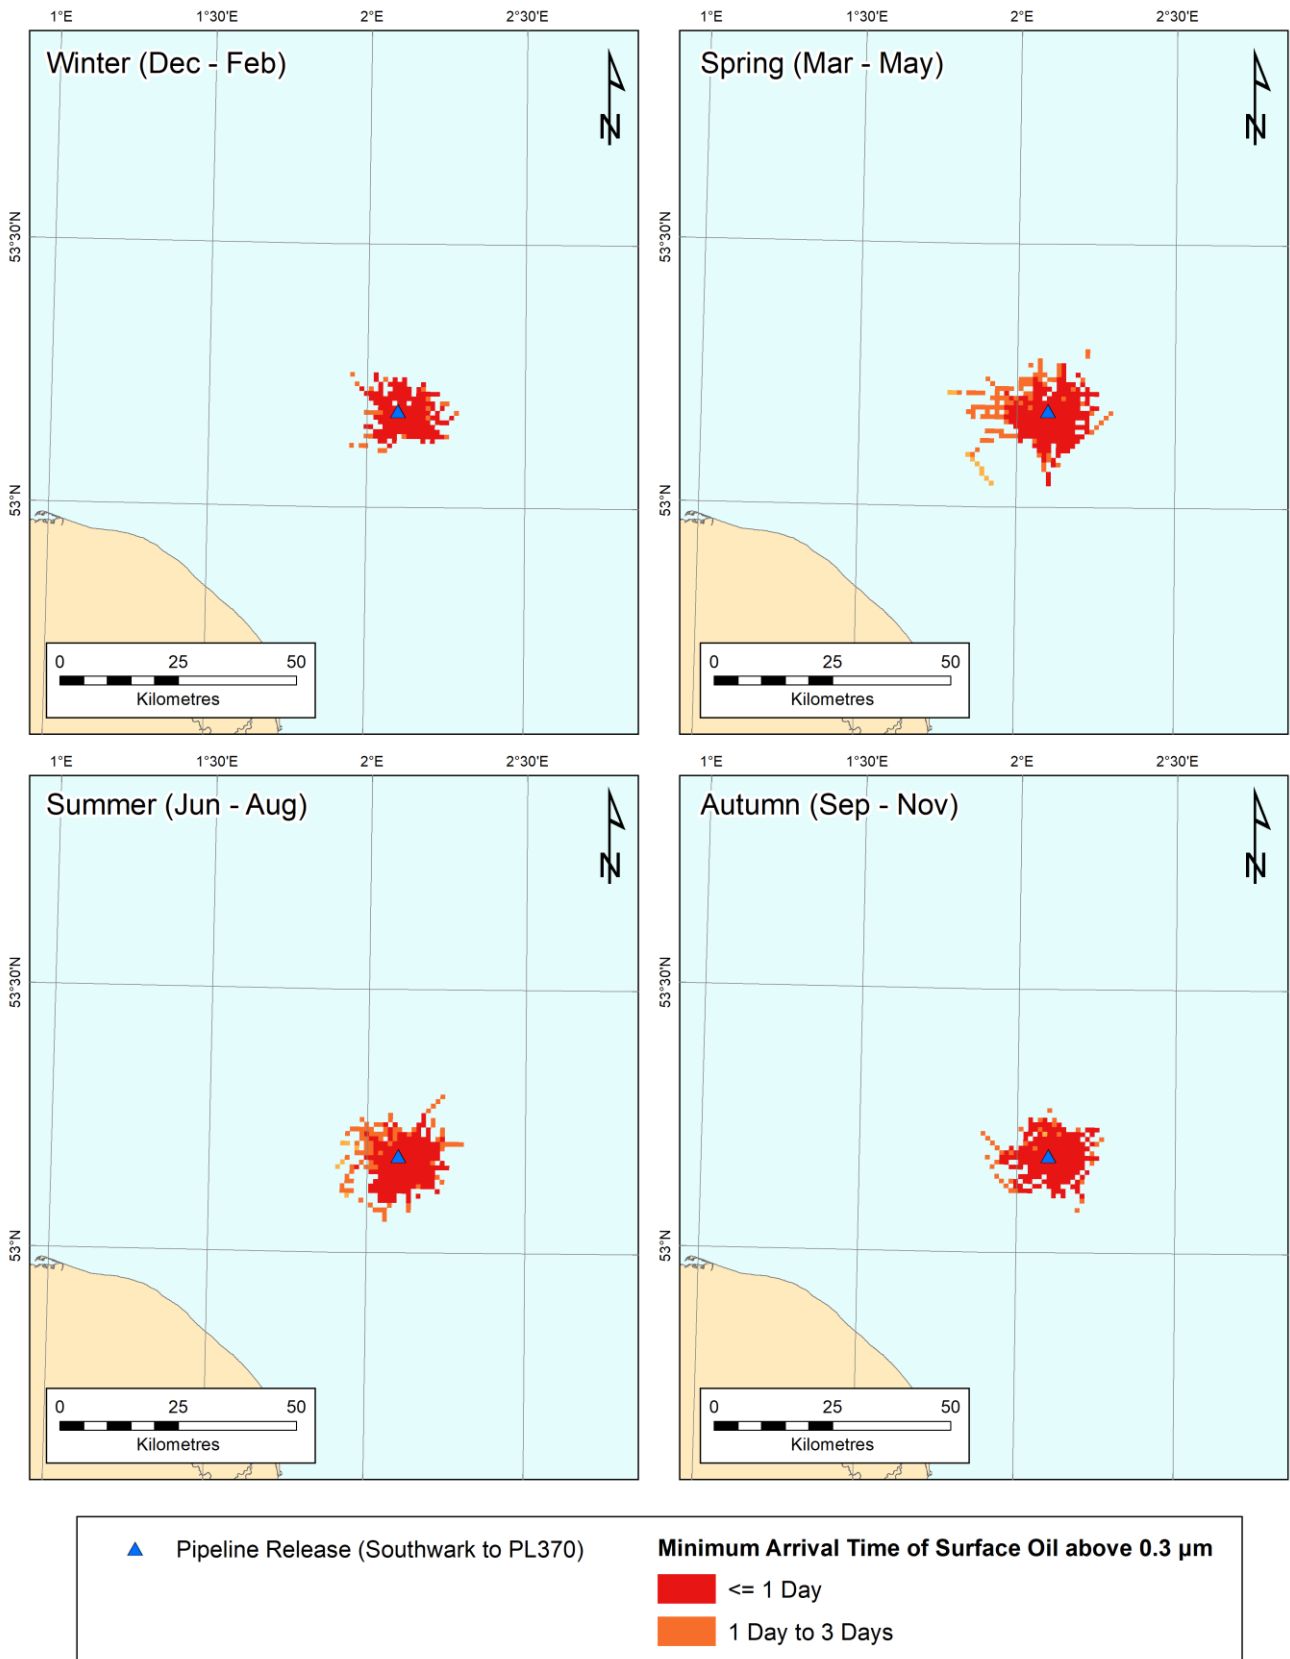 1°E 1°30'E 2°E 2°30'E
1°E 1°30'E 2°E 2°30'E
Winter (Dec - Feb)
N
53°30'N
53°N
0 25 50
Kilometres
Spring (Mar - May)
N
53°30'N
53°N
0 25 50
Kilometres
1°E 1°30'E 2°E 2°30'E
1°E 1°30'E 2°E 2°30'E
Summer (Jun - Aug)
N
53°30'N
53°N
0 25 50
Kilometres
Autumn (Sep - Nov)
N
53°30'N
53°N
0 25 50
Kilometres
Pipeline Release (Southwark to PL370)
Minimum Arrival Time of Surface Oil above 0.3 µm
<= 1 Day
1 Day to 3 Days